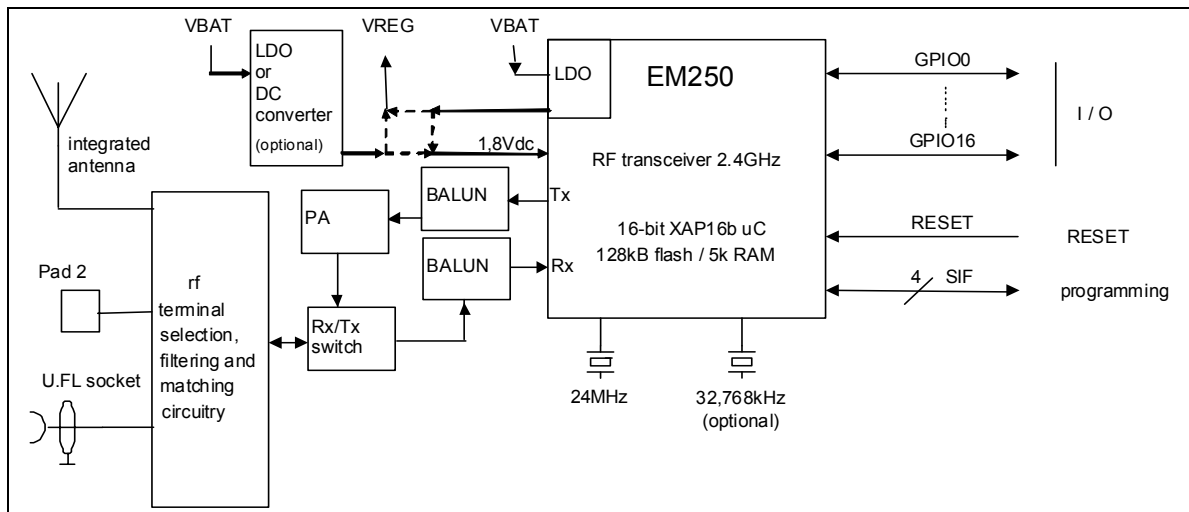 VBAT
VREG
VBAT
LDO
or
DC
converter
(optional)
LDO
EM250
GPIO0
I / O
GPIO16
integrated
antenna
1,8Vdc
RF transceiver 2.4GHz
BALUN
Tx
PA
16-bit XAP16b uC
128kB flash / 5k RAM
RESET
RESET
BALUN
Rx
4
SIF
programming
Pad 2
rf
terminal
selection,
filtering and
matching
circuitry
Rx/Tx
switch
U.FL socket
24MHz
32,768kHz
(optional)